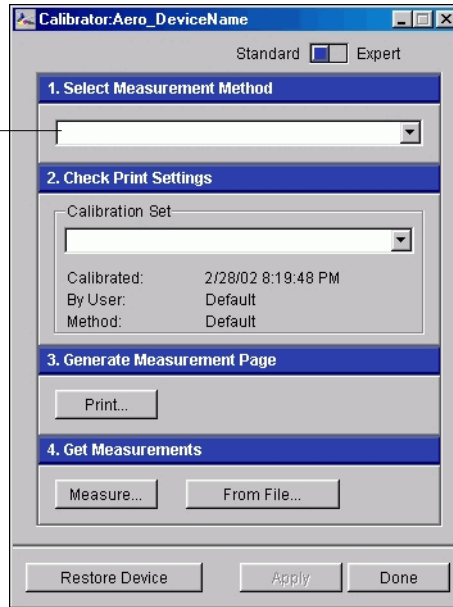 Calibrator:Aero_DeviceName
Standard Expert
1. Select Measurement Method
2. Check Print Settings
Calibration Set
Calibrated: 2/28/02 8:19:48 PM
By User: Default
Method: Default
3. Generate Measurement Page
Print...
4. Get Measurements
Measure... From File...
Restore Device Apply Done